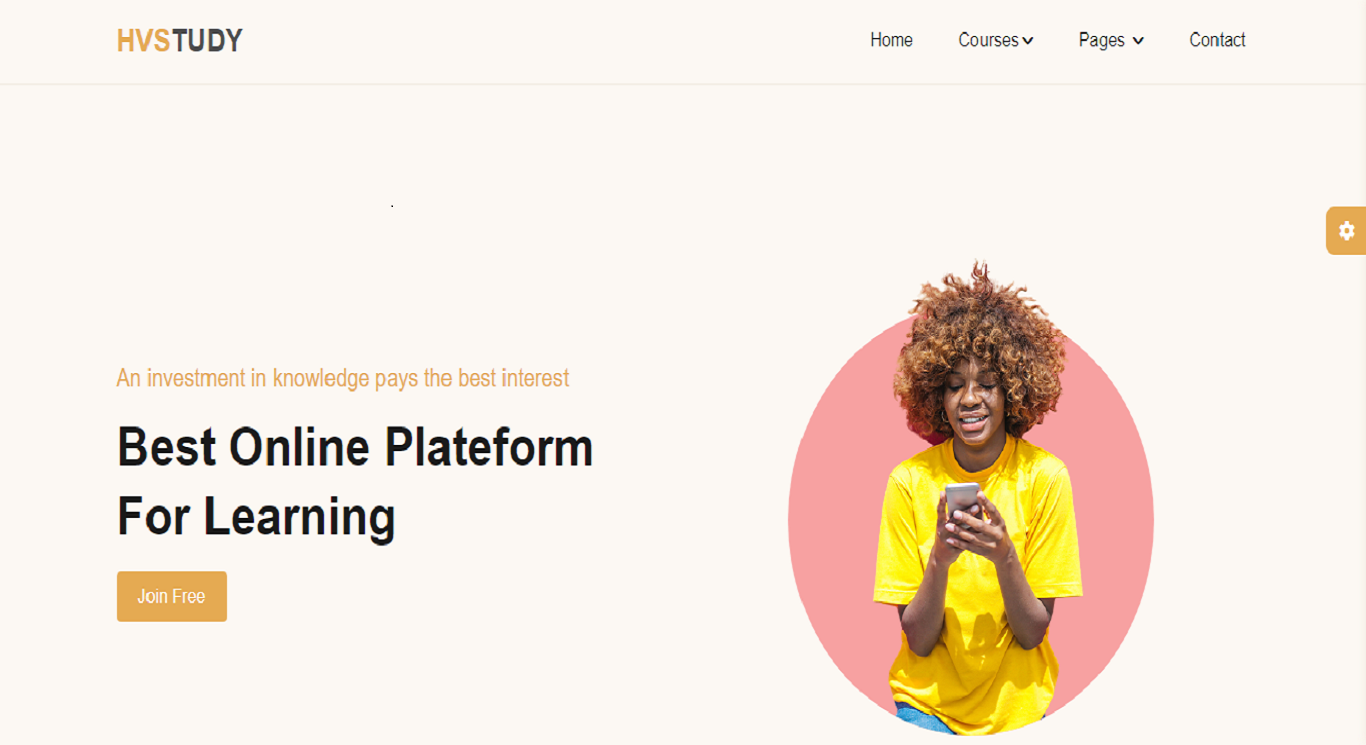 HVSTUDY
Home Courses Pages Contact
An investment in knowledge pays the best interest
Best Online Plateform
For Learning
Join Free